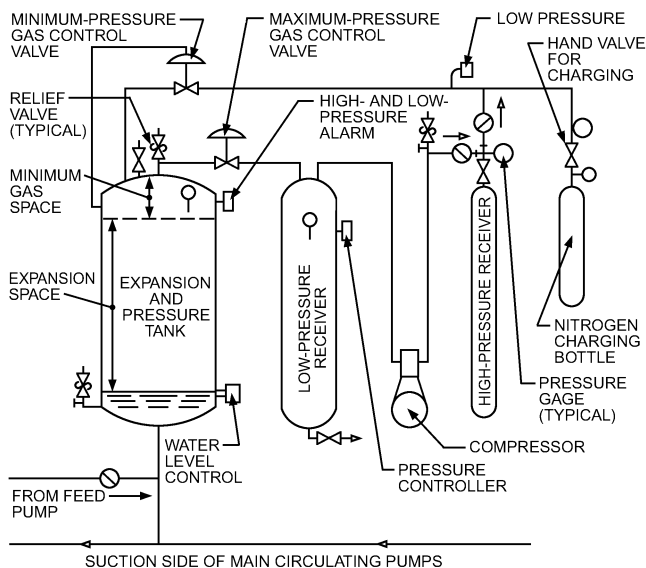 MINIMUM-PRESSURE
GAS CONTROL
VALVE
MAXIMUM-PRESSURE
GAS CONTROL
VALVE
LOW PRESSURE
HAND VALVE
FOR
CHARGING
RELIEF
VALVE
(TYPICAL)
HIGH- AND LOW-
PRESSURE
ALARM
MINIMUM
GAS
SPACE
EXPANSION
SPACE
EXPANSION
AND
PRESSURE
TANK
LOW-PRESSURE
RECEIVER
HIGH-PRESSURE RECEIVER
NITROGEN
CHARGING
BOTTLE
PRESSURE
GAGE
(TYPICAL)
WATER
LEVEL
CONTROL
COMPRESSOR
PRESSURE
CONTROLLER
FROM FEED
PUMP
SUCTION SIDE OF MAIN CIRCULATING PUMPS